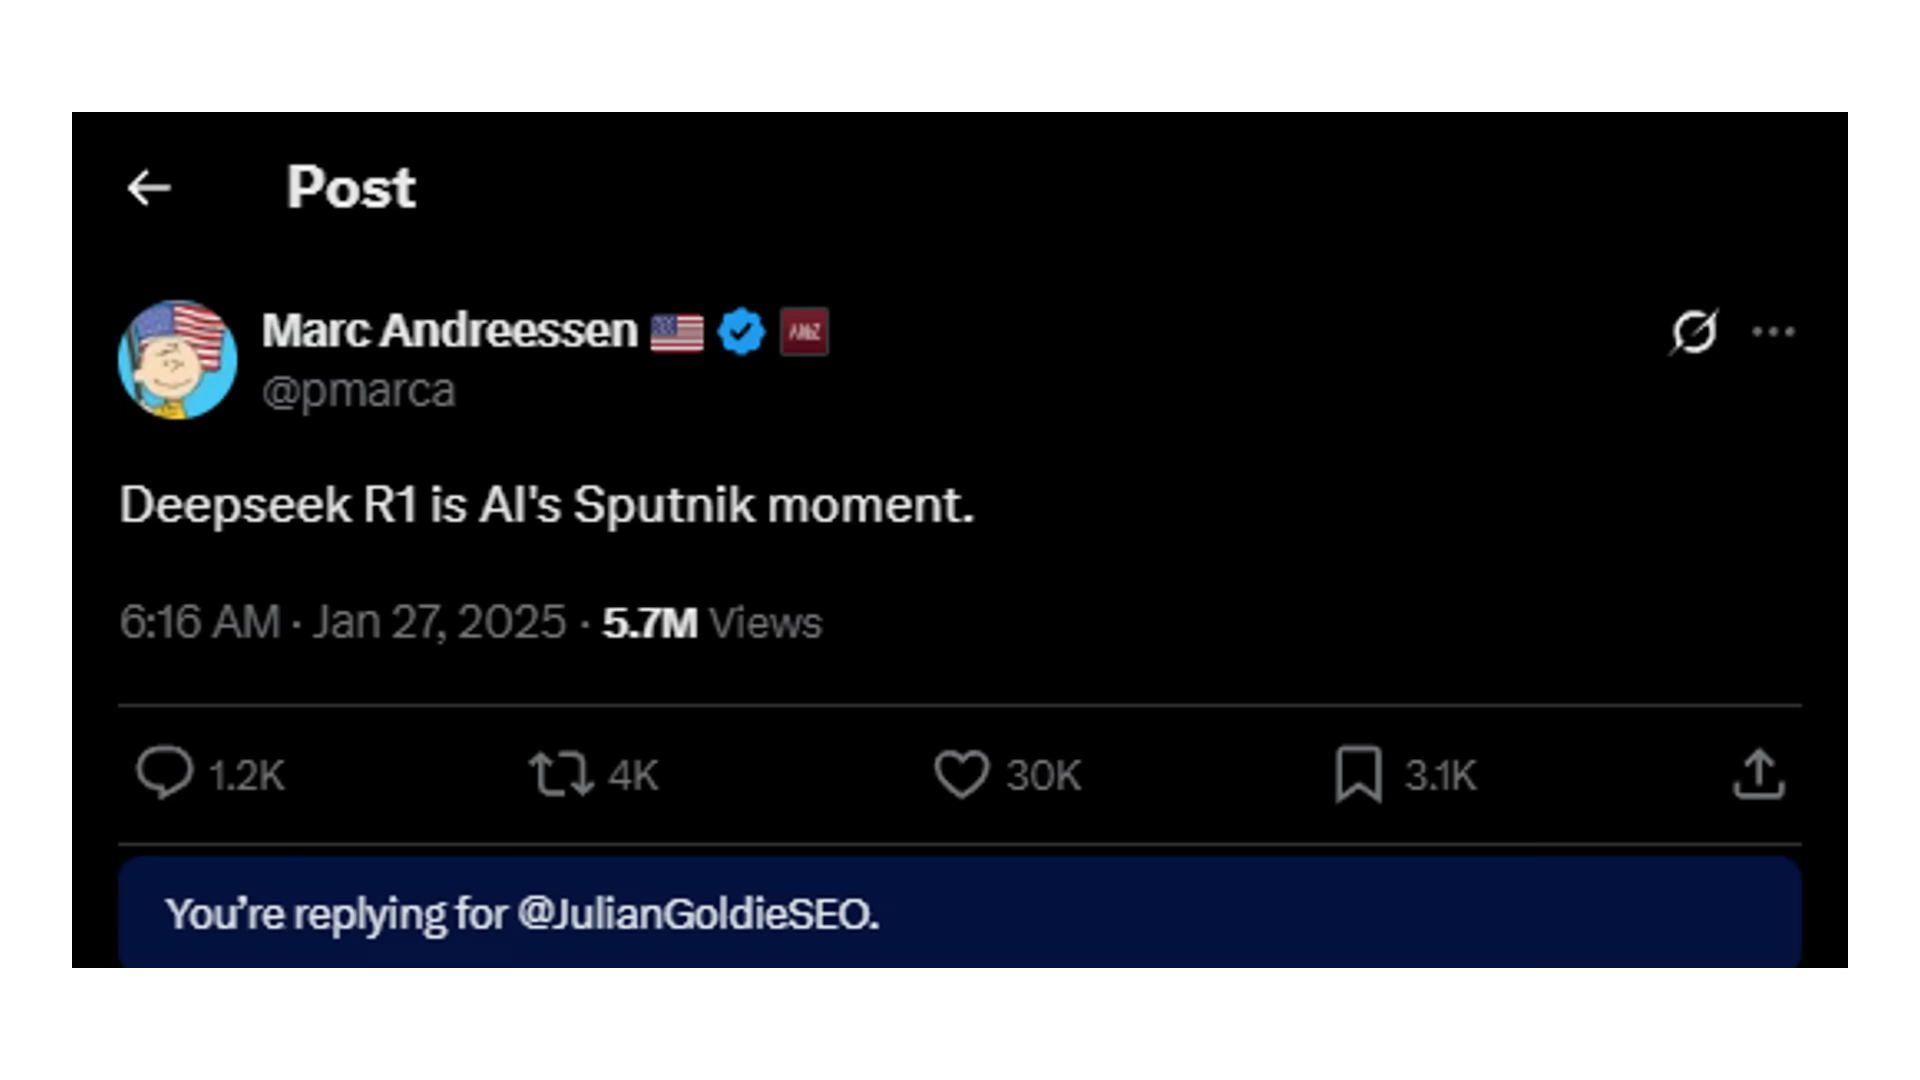 Post
Marc Andreessen
@pmarca
Deepseek R1 is AI's Sputnik moment.
6:16 AM · Jan 27, 2025 · 5.7M Views
1.2K 4K 30K 3.1K
You’re replying for @JulianGoldieSEO.